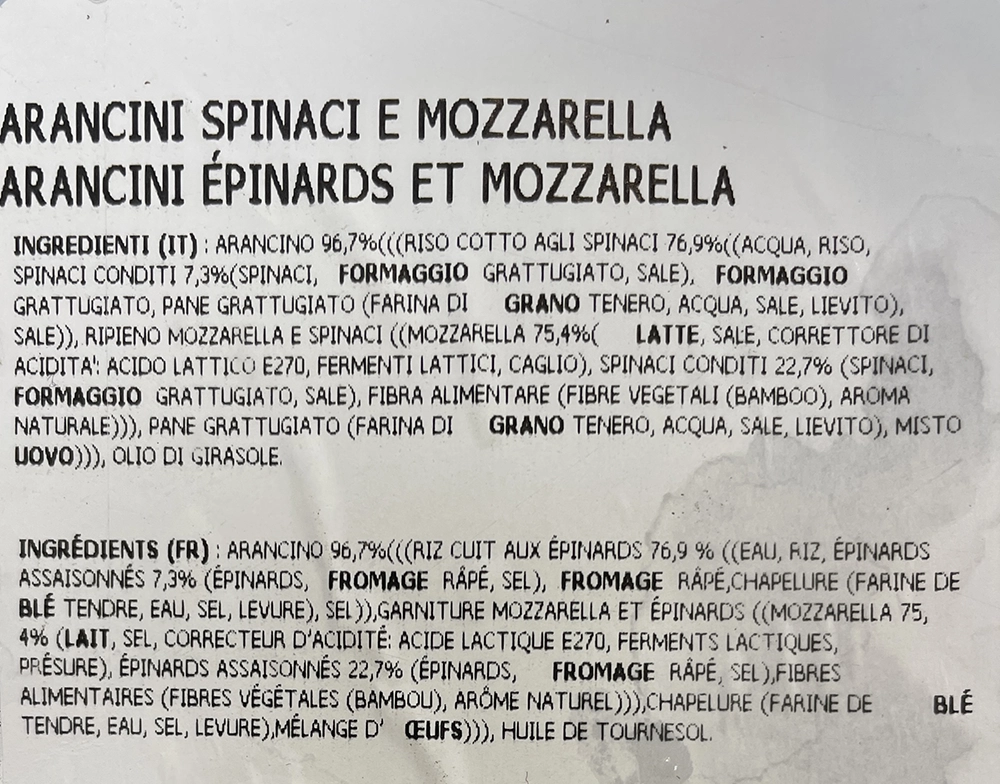 ARANCINI SPINACI E MOZZARELLA
ARANCINI ÉPINARDS ET MOZZARELLA
INGREDIENTI (IT) : ARANCINO 96,7%(((RISO COTTO AGLI SPINACI 76,9%((ACQUA, RISO,
SPINACI CONDITI 7,3%(SPINACI, FORMAGGIO GRATTUGIATO, SALE), FORMAGGIO
GRATTUGIATO, PANE GRATTUGIATO (FARINA DI GRANO TENERO, ACQUA, SALE, LIEVITO),
SALE)), RIPIENO MOZZARELLA E SPINACI ((MOZZARELLA 75,4%( LATTE, SALE, CORRETTORE DI
ACIDITA': ACIDO LATTICO E270, FERMENTI LATTICI, CAGLIO), SPINACI CONDITI 22,7% (SPINACI,
FORMAGGIO GRATTUGIATO, SALE), FIBRA ALIMENTARE (FIBRE VEGETALI (BAMBOO), AROMA
NATURALE))), PANE GRATTUGIATO (FARINA DI GRANO TENERO, ACQUA, SALE, LIEVITO), MISTO
UOVO))), OLIO DI GIRASOLE.
INGRÉDIENTS (FR) : ARANCINO 96,7%(((RIZ CUIT AUX ÉPINARDS 76,9 % ((EAU, RIZ, ÉPINARDS
ASSAISONNÉS 7,3% (ÉPINARDS, FROMAGE RÂPÉ, SEL), FROMAGE RÂPÉ,CHAPELURE (FARINE DE
BLÉ TENDRE, EAU, SEL, LEVURE), SEL)),GARNITURE MOZZARELLA ET ÉPINARDS ((MOZZARELLA 75,
4% (LAIT, SEL, CORRECTEUR D'ACIDITÉ: ACIDE LACTIQUE E270, FERMENTS LACTIQUES,
PRÉSURE), ÉPINARDS ASSAISONNÉS 22,7% (ÉPINARDS, FROMAGE RÂPÉ, SEL),FIBRES
ALIMENTAIRES (FIBRES VÉGÉTALES (BAMBOU), ARÔME NATUREL))),CHAPELURE (FARINE DE BLÉ
TENDRE, EAU, SEL, LEVURE),MÉLANGE D' ŒUFS))), HUILE DE TOURNESOL.